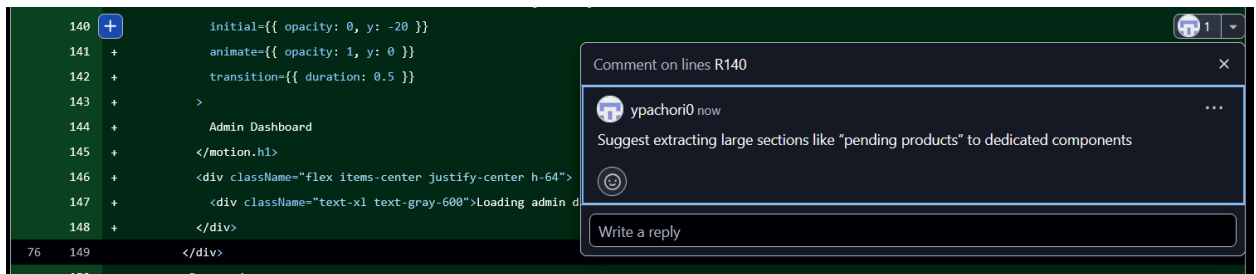 140 + initial={{ opacity: 0, y: -20 }}
1
141 + animate={{ opacity: 1, y: 0 }}
142 + transition={{ duration: 0.5 }}
143 + >
144 + Admin Dashboard
145 + </motion.h1>
146 + <div className="flex items-center justify-center h-64">
147 + <div className="text-xl text-gray-600">Loading admin d
148 + </div>
76 149 </div>
Comment on lines R140
ypachori0 now
Suggest extracting large sections like “pending products” to dedicated components
Write a reply